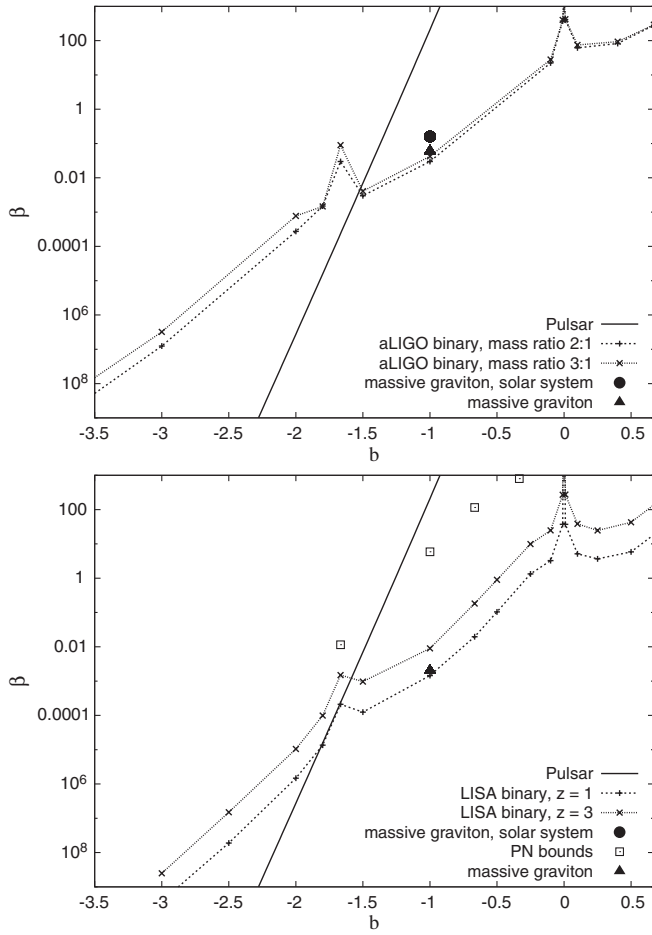 100
1
0.01
0.0001
10⁶
10⁸
β
Pulsar
aLIGO binary, mass ratio 2:1
aLIGO binary, mass ratio 3:1
massive graviton, solar system
massive graviton
-3.5 -3 -2.5 -2 -1.5 -1 -0.5 0 0.5
b
100
1
0.01
0.0001
10⁶
10⁸
β
Pulsar
LISA binary, z = 1
LISA binary, z = 3
massive graviton, solar system
PN bounds
massive graviton
-3.5 -3 -2.5 -2 -1.5 -1 -0.5 0 0.5
b